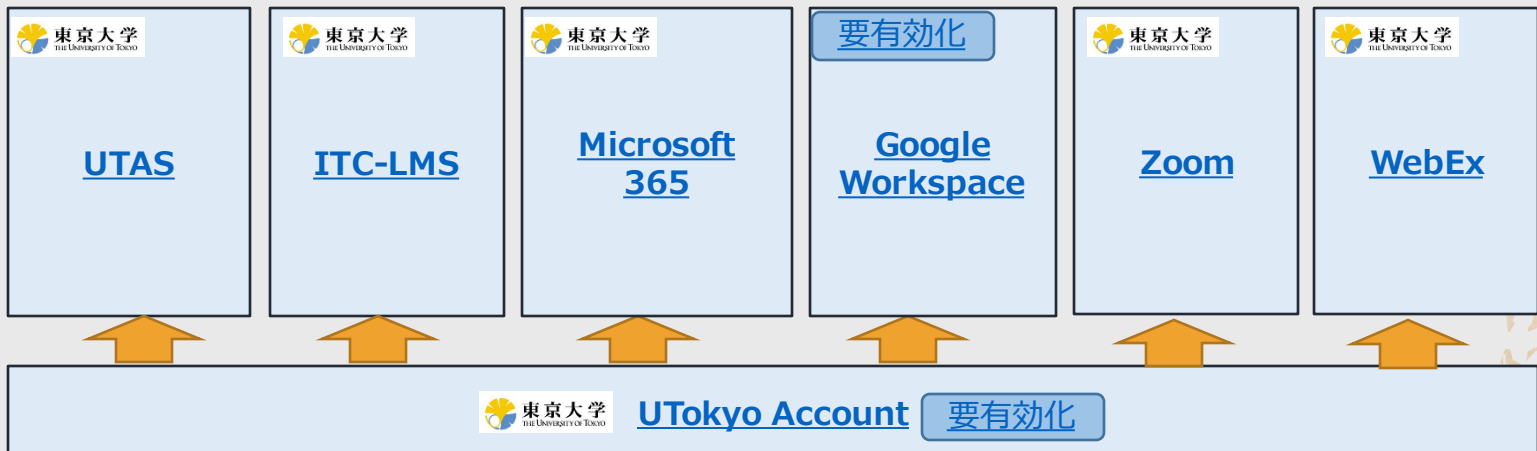 東京大学
THE UNIVERSITY OF TOKYO
UTAS
東京大学
THE UNIVERSITY OF TOKYO
ITC-LMS
東京大学
THE UNIVERSITY OF TOKYO
Microsoft
365
要有効化
Google
Workspace
東京大学
THE UNIVERSITY OF TOKYO
Zoom
東京大学
THE UNIVERSITY OF TOKYO
WebEx
東京大学
THE UNIVERSITY OF TOKYO
UTokyo Account 要有効化